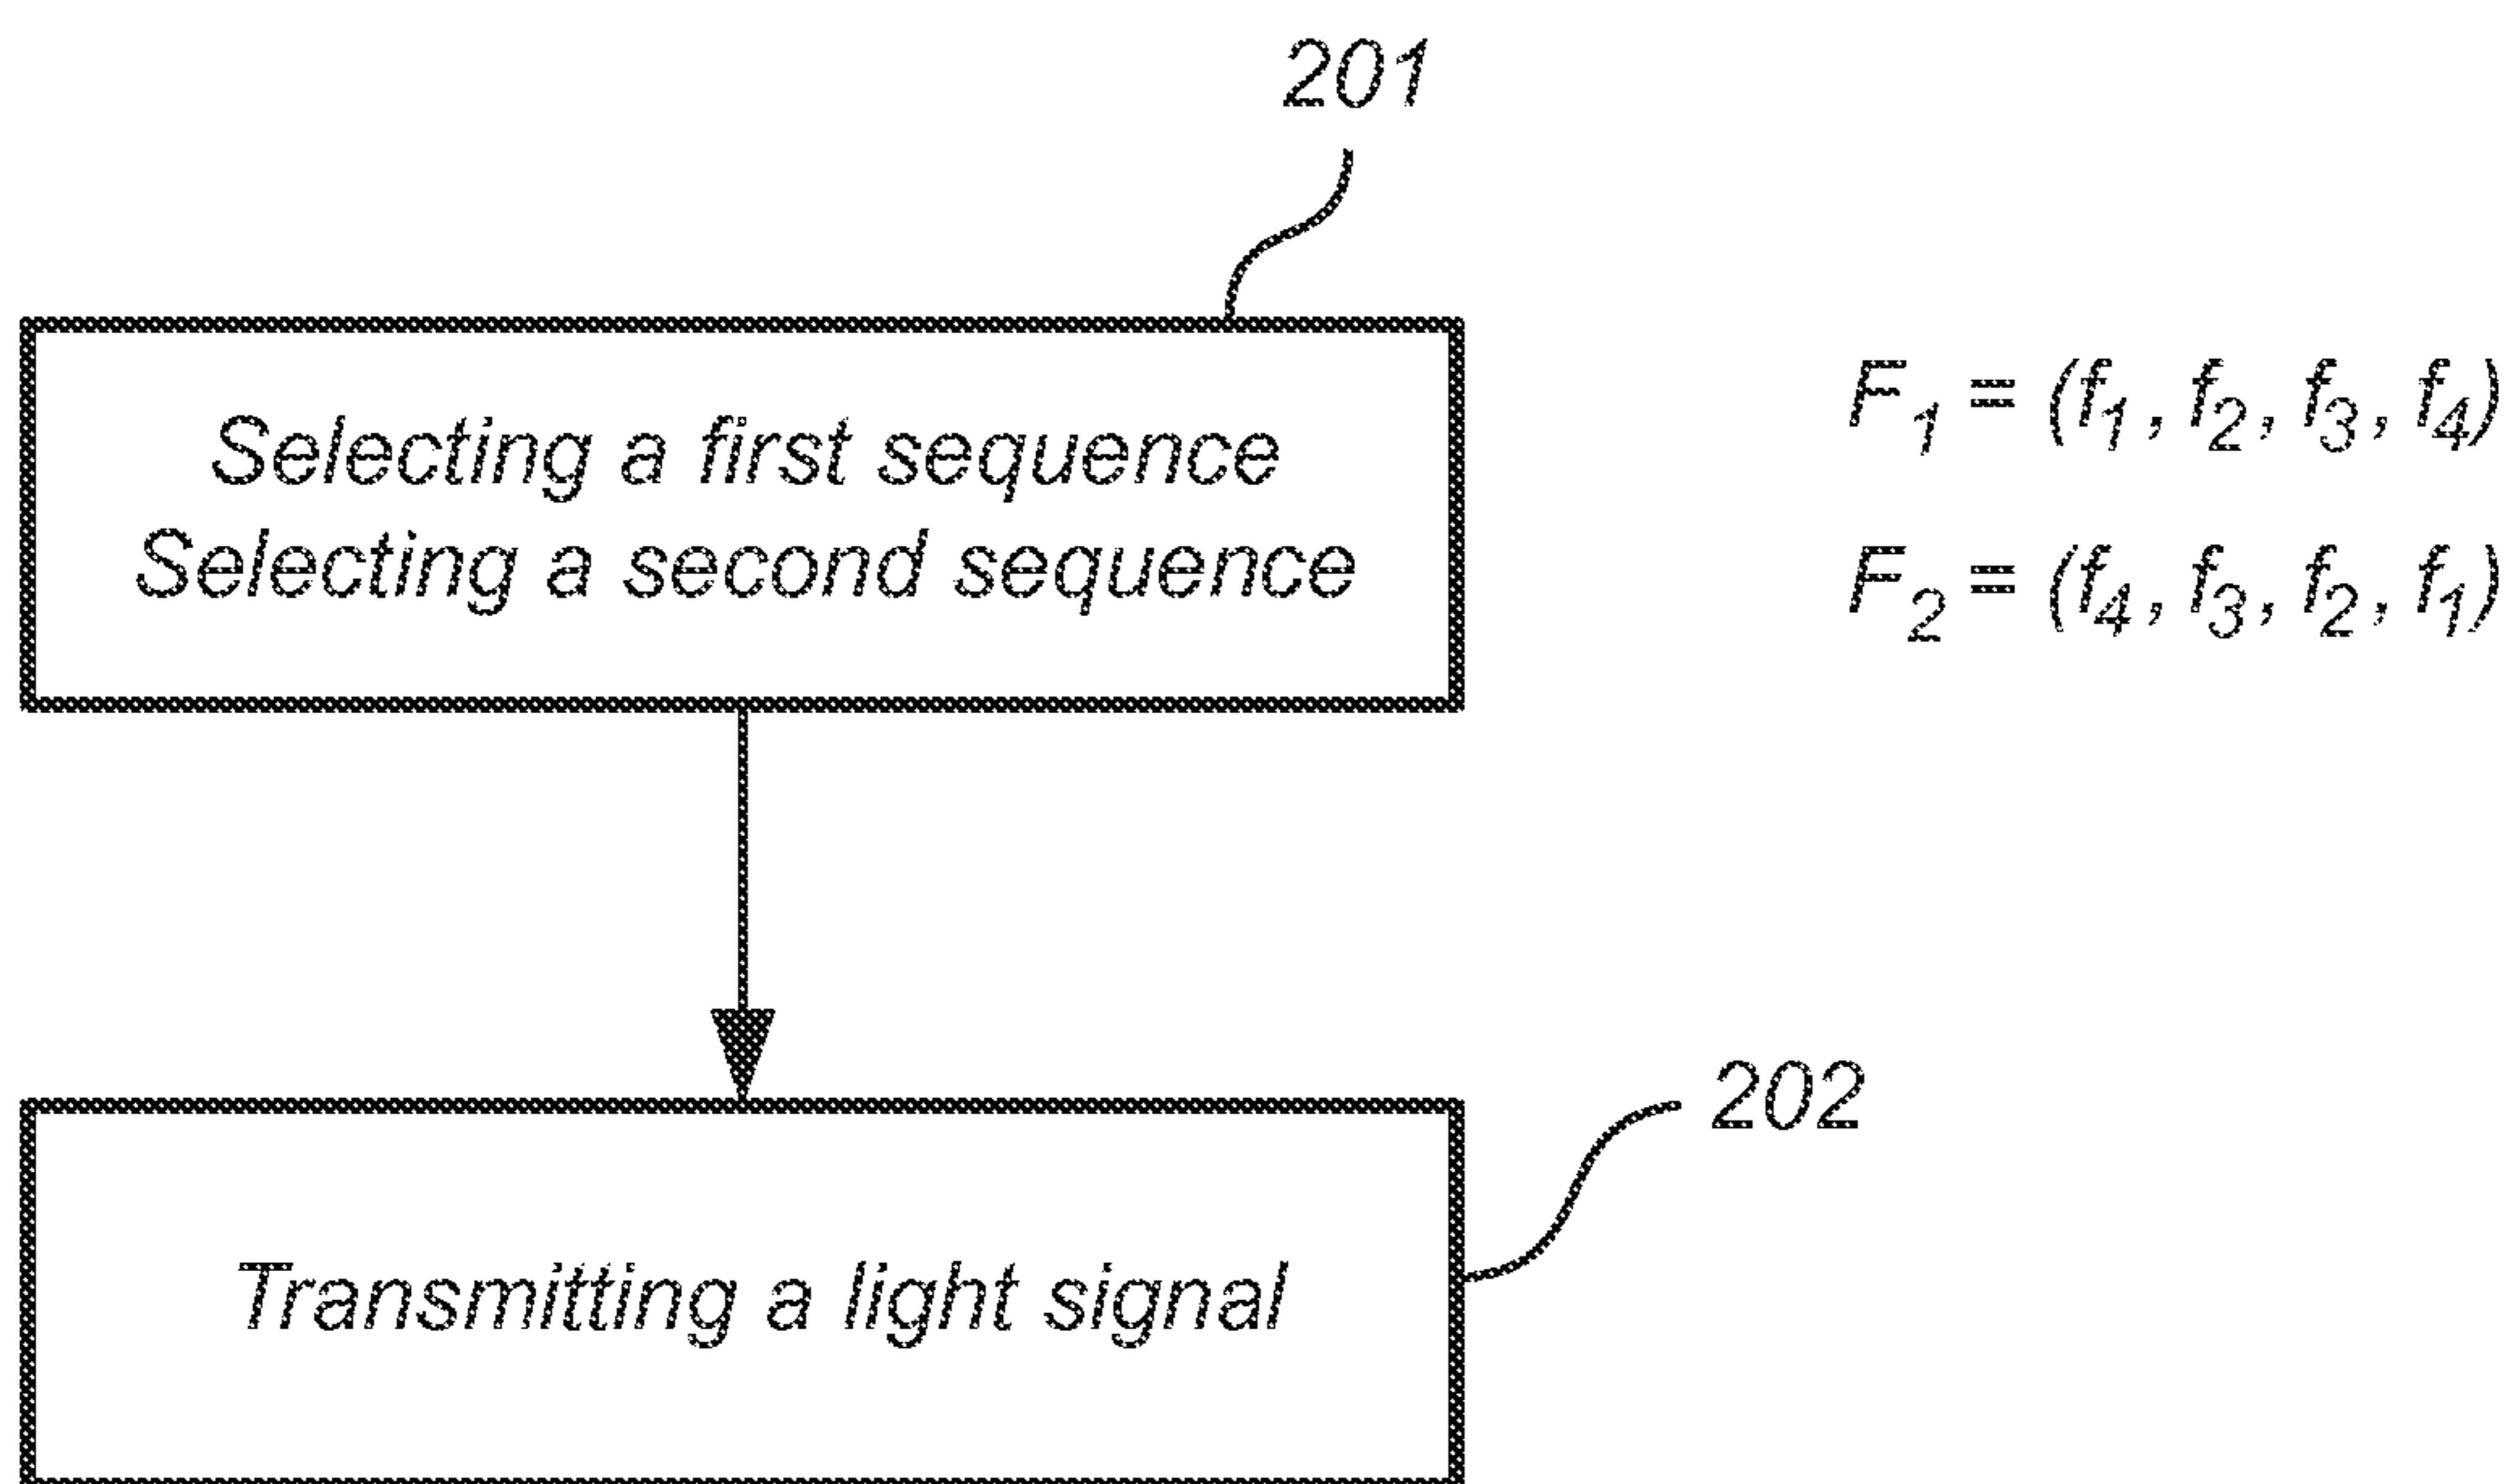 201
Selecting a first sequence
Selecting a second sequence
F₁ = (f₁, f₂, f₃, f₄)
F₂ = (f₄, f₃, f₂, f₁)
202
Transmitting a light signal